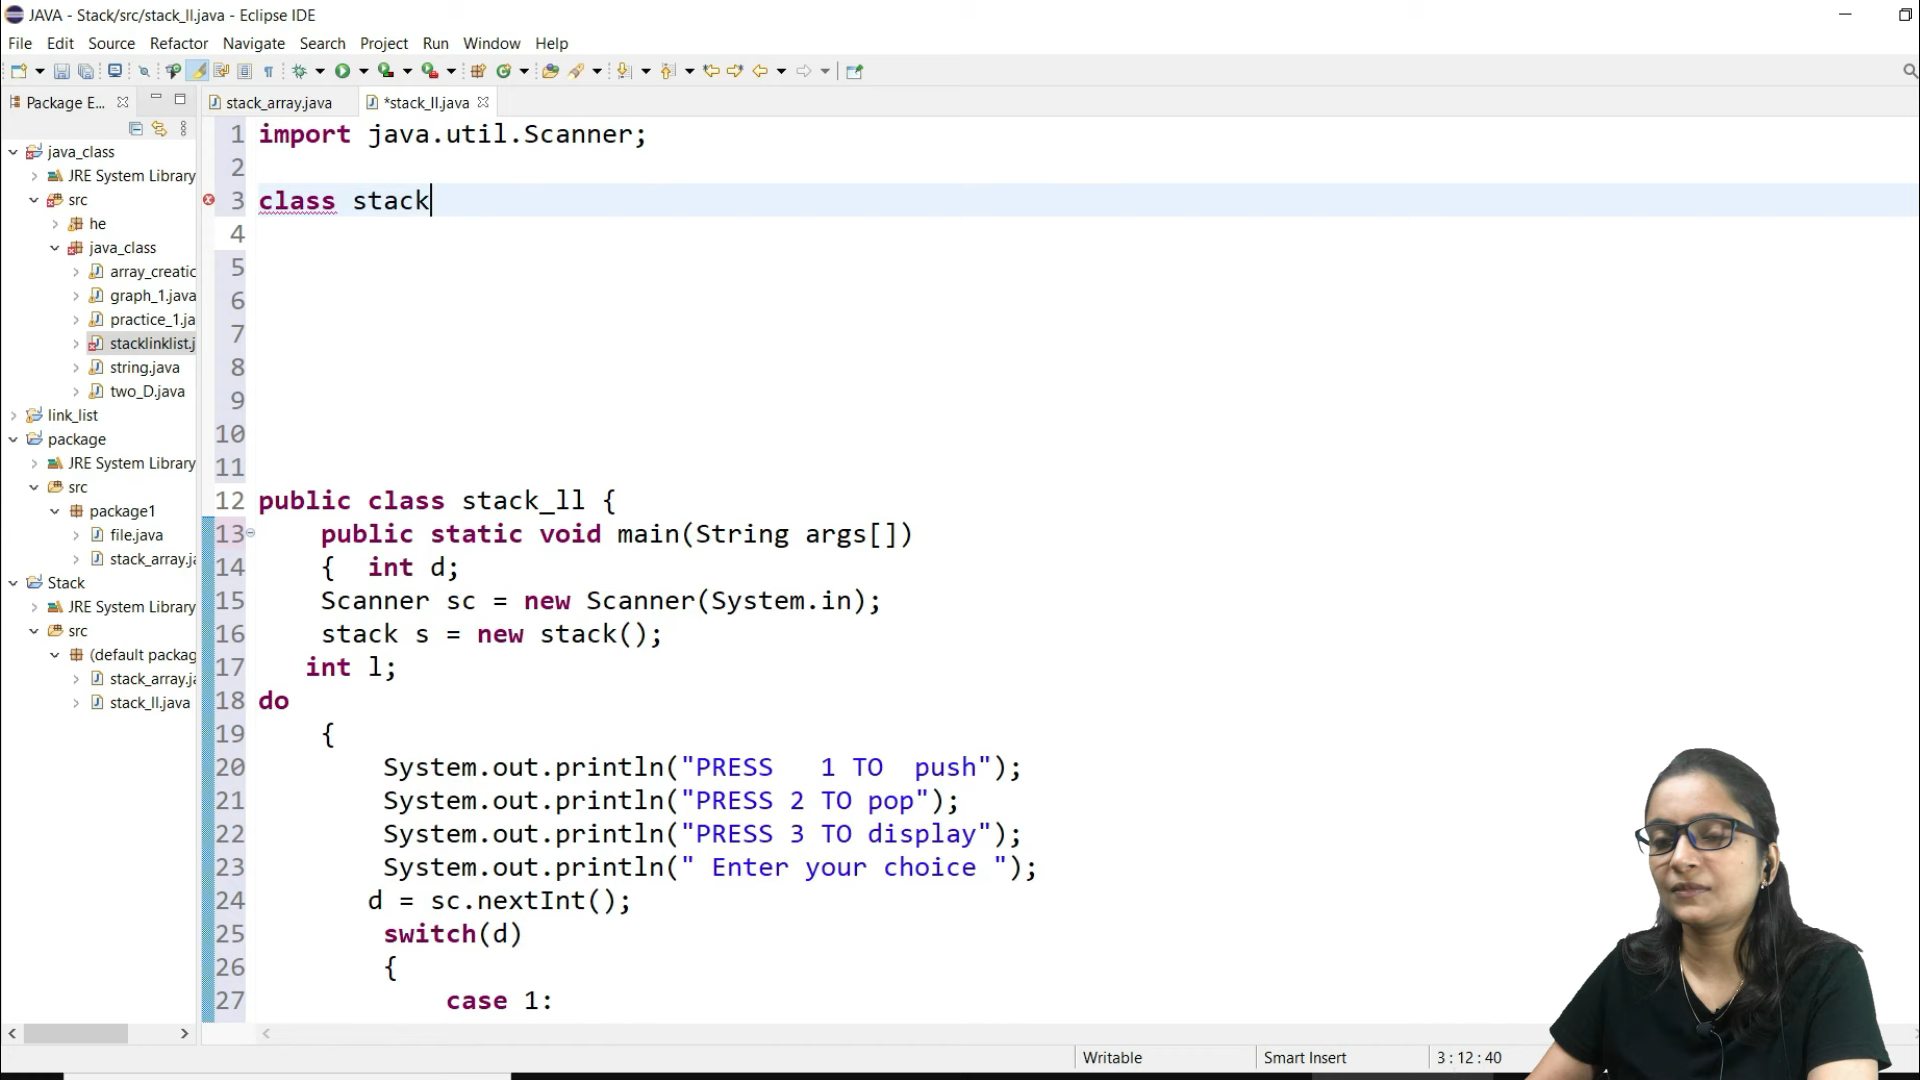 JAVA - Stack/src/stack_ll.java - Eclipse IDE
File Edit Source Refactor Navigate Search Project Run Window Help
Package E... stack_array.java *stack_ll.java
java_class
JRE System Library
src
he
java_class
array_creatic
graph_1.java
practice_1.ja
stacklinklist.j
string.java
two_D.java
link_list
package
JRE System Library
src
package1
file.java
stack_array.ja
Stack
JRE System Library
src
(default packag
stack_array.ja
stack_ll.java
1 import java.util.Scanner;
2
3 class stack
4
5
6
7
8
9
10
11
12 public class stack_ll {
13 public static void main(String args[])
14 { int d;
15 Scanner sc = new Scanner(System.in);
16 stack s = new stack();
17 int l;
18 do
19 {
20 System.out.println("PRESS   1 TO  push");
21 System.out.println("PRESS 2 TO pop");
22 System.out.println("PRESS 3 TO display");
23 System.out.println(" Enter your choice ");
24 d = sc.nextInt();
25 switch(d)
26 {
27 case 1:
Writable Smart Insert 3 : 12 : 40